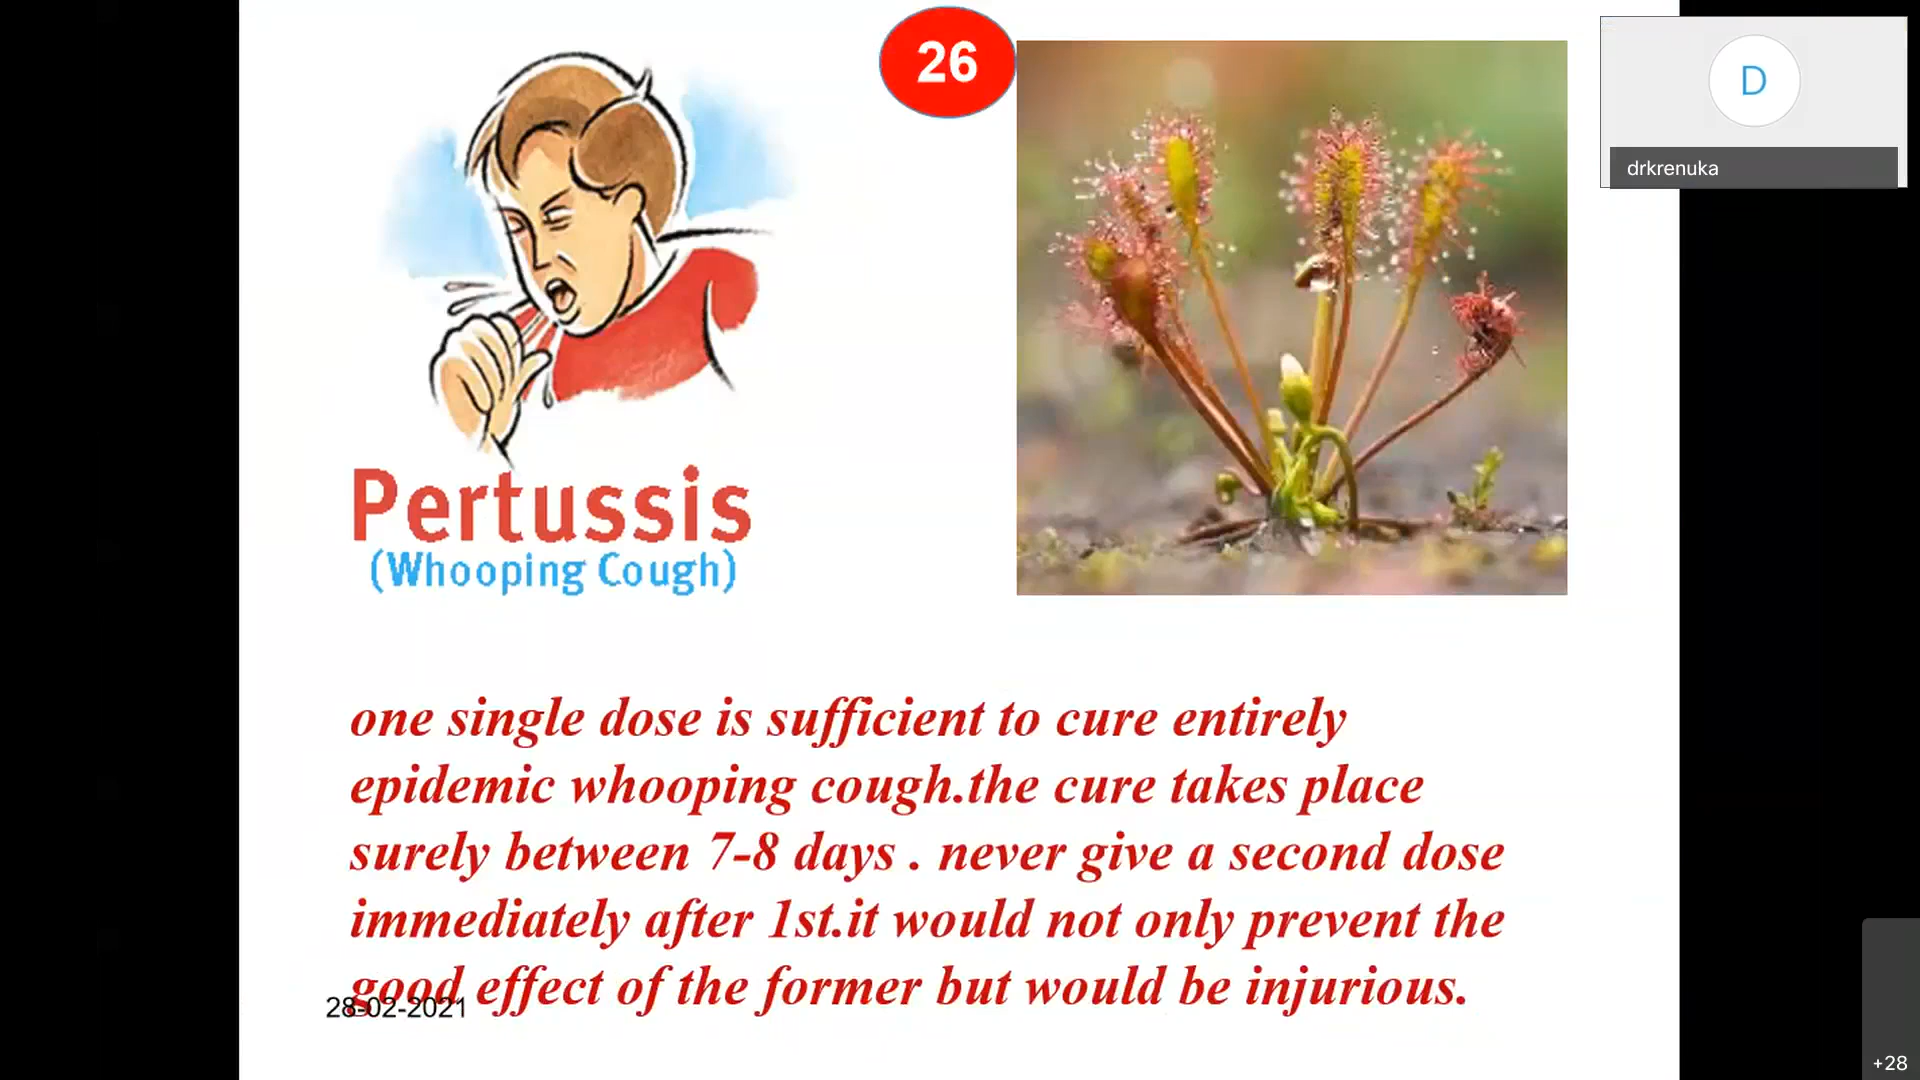 26
D
drkrenuka
Pertussis
(Whooping Cough)
one single dose is sufficient to cure entirely
epidemic whooping cough.the cure takes place
surely between 7-8 days . never give a second dose
immediately after 1st.it would not only prevent the
good effect of the former but would be injurious.
28-02-2021
+28